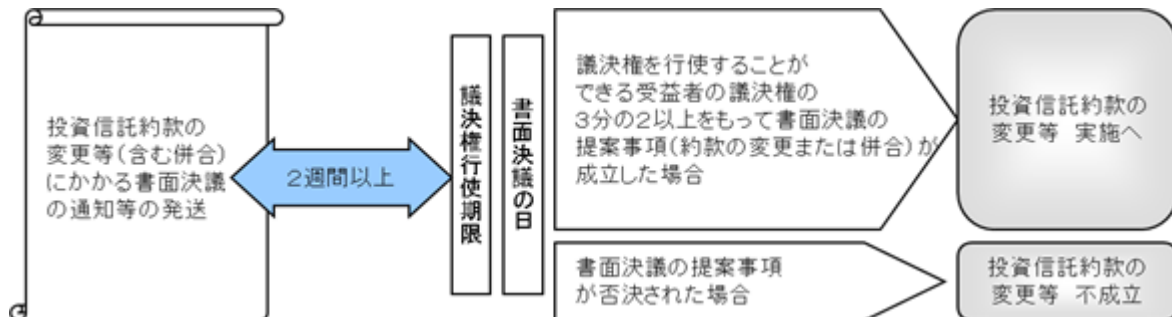 投資信託約款の
変更等(含む併合)
にかかる書面決議
の通知等の発送
2週間以上
議決権行使期限
書面決議の日
議決権を行使することが
できる受益者の議決権の
3分の2以上をもって書面決議の
提案事項(約款の変更または併合)が
成立した場合
投資信託約款の
変更等 実施へ
書面決議の提案事項
が否決された場合
投資信託約款の
変更等 不成立